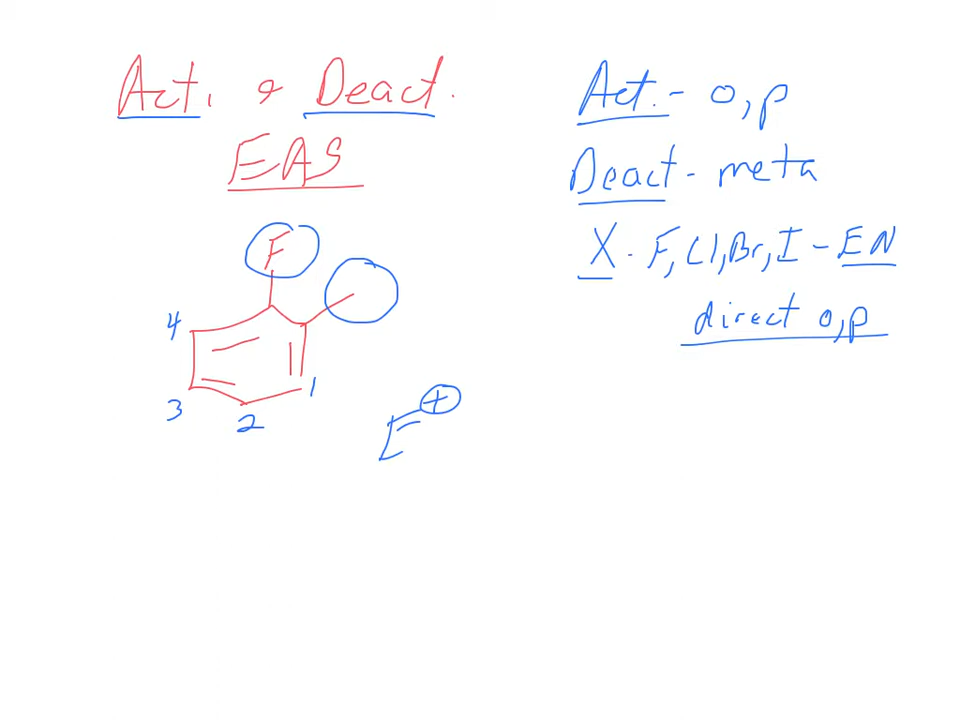 Act. & Deact.
EAS
F
4
3
2
1
E+
Act. - o, p
Deact - meta
X - F, Cl, Br, I - EN
direct o, p